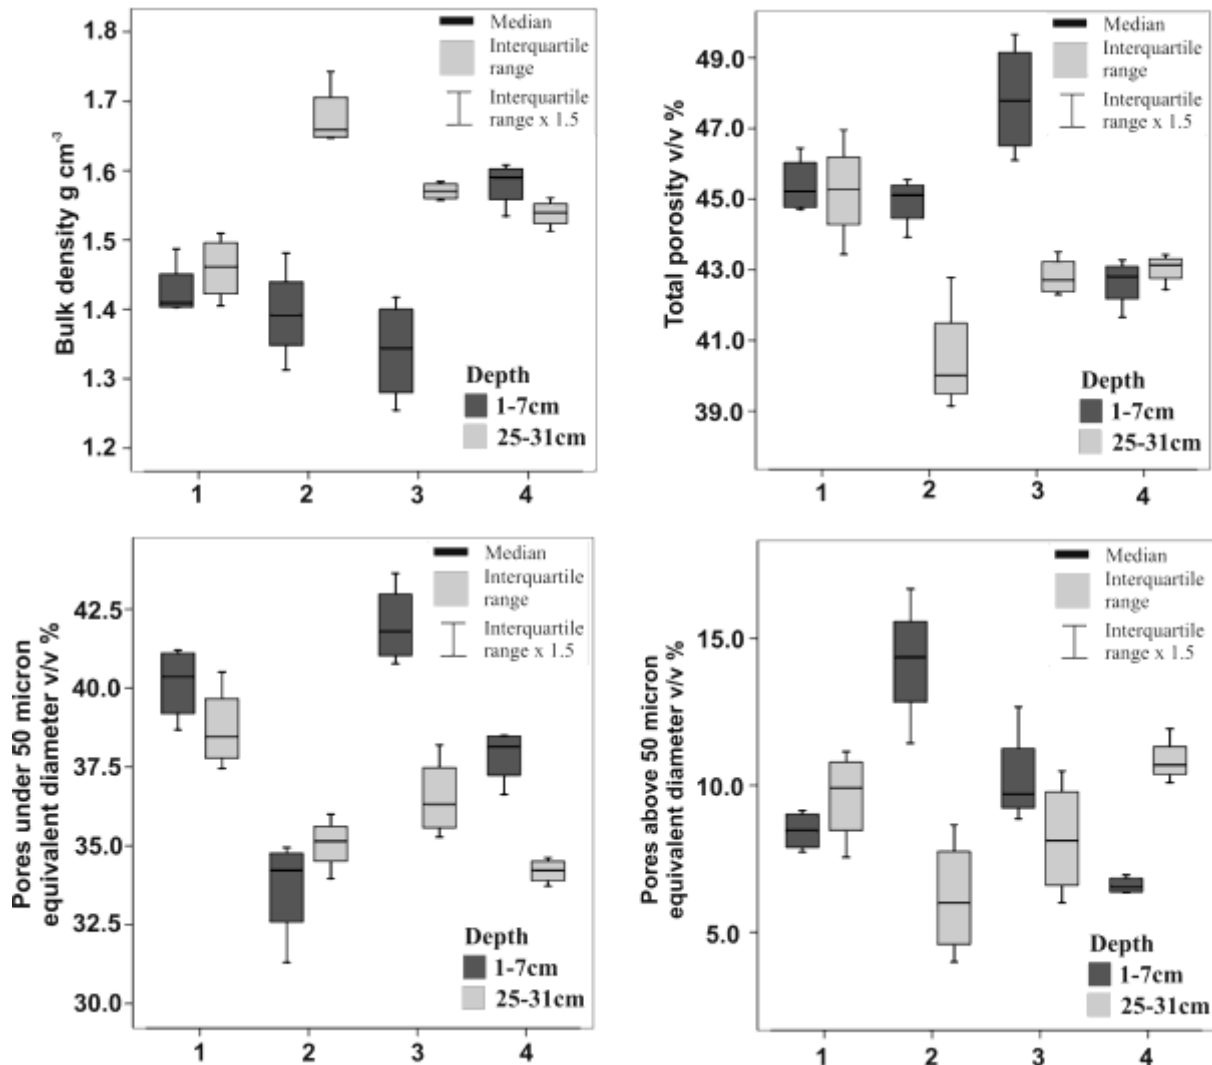 Bulk density g cm-3
1.8
1.7
1.6
1.5
1.4
1.3
1.2
Median
Interquartile
range
Interquartile
range x 1.5
Depth
1-7cm
25-31cm
1 2 3 4
Total porosity v/v %
49.0
47.0
45.0
43.0
41.0
39.0
Median
Interquartile
range
Interquartile
range x 1.5
Depth
1-7cm
25-31cm
1 2 3 4
Pores under 50 micron
equivalent diameter v/v %
42.5
40.0
37.5
35.0
32.5
30.0
Median
Interquartile
range
Interquartile
range x 1.5
Depth
1-7cm
25-31cm
1 2 3 4
Pores above 50 micron
equivalent diameter v/v %
15.0
10.0
5.0
Median
Interquartile
range
Interquartile
range x 1.5
Depth
1-7cm
25-31cm
1 2 3 4